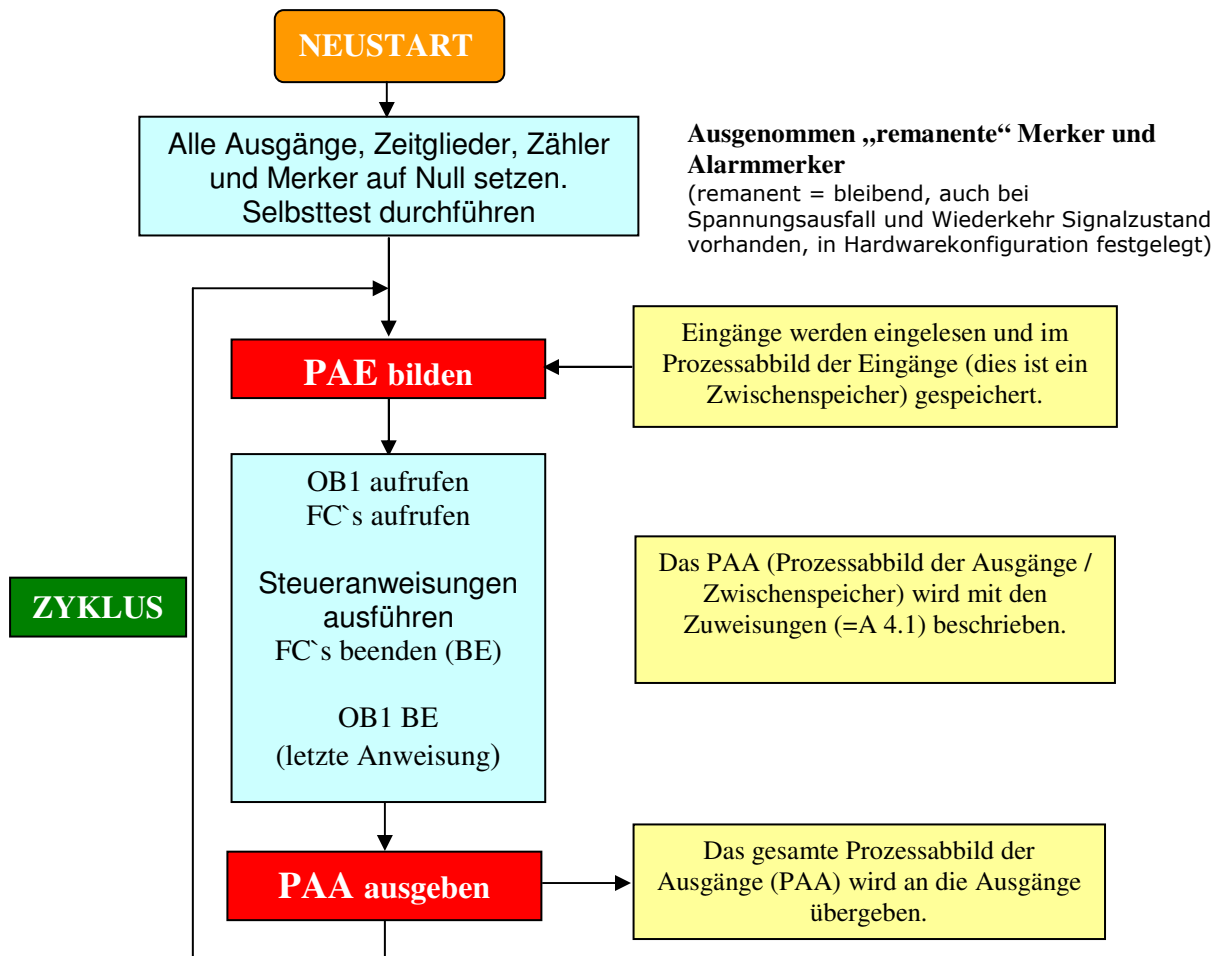 NEUSTART
Alle Ausgänge, Zeitglieder, Zähler
und Merker auf Null setzen.
Selbsttest durchführen
Ausgenommen „remanente“ Merker und
Alarmmerker
(remanent = bleibend, auch bei
Spannungsausfall und Wiederkehr Signalzustand
vorhanden, in Hardwarekonfiguration festgelegt)
PAE bilden
Eingänge werden eingelesen und im
Prozessabbild der Eingänge (dies ist ein
Zwischenspeicher) gespeichert.
OB1 aufrufen
FC`s aufrufen
Steueranweisungen
ausführen
FC`s beenden (BE)
OB1 BE
(letzte Anweisung)
Das PAA (Prozessabbild der Ausgänge /
Zwischenspeicher) wird mit den
Zuweisungen (=A 4.1) beschrieben.
ZYKLUS
PAA ausgeben
Das gesamte Prozessabbild der
Ausgänge (PAA) wird an die Ausgänge
übergeben.